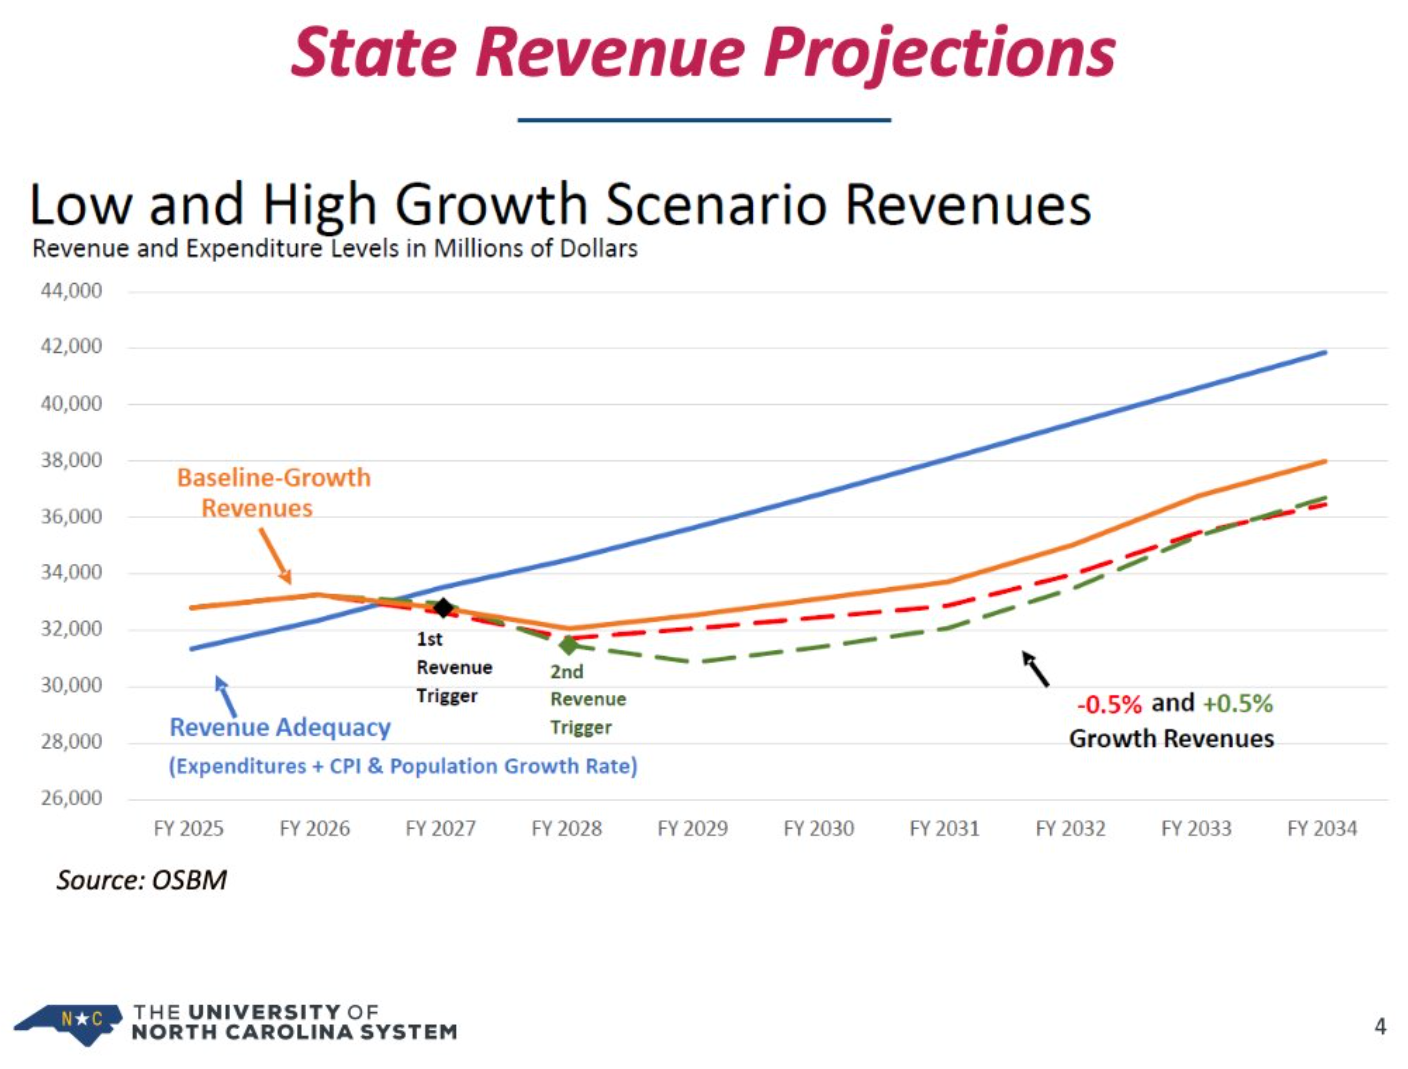 State Revenue Projections
Low and High Growth Scenario Revenues
Revenue and Expenditure Levels in Millions of Dollars
44,000
42,000
40,000
38,000
36,000
34,000
32,000
30,000
28,000
26,000
Baseline-Growth
Revenues
1st
Revenue
Trigger
2nd
Revenue
Trigger
Revenue Adequacy
(Expenditures + CPI & Population Growth Rate)
-0.5% and +0.5%
Growth Revenues
FY 2025 FY 2026 FY 2027 FY 2028 FY 2029 FY 2030 FY 2031 FY 2032 FY 2033 FY 2034
Source: OSBM
N★C
THE UNIVERSITY OF
NORTH CAROLINA SYSTEM
4